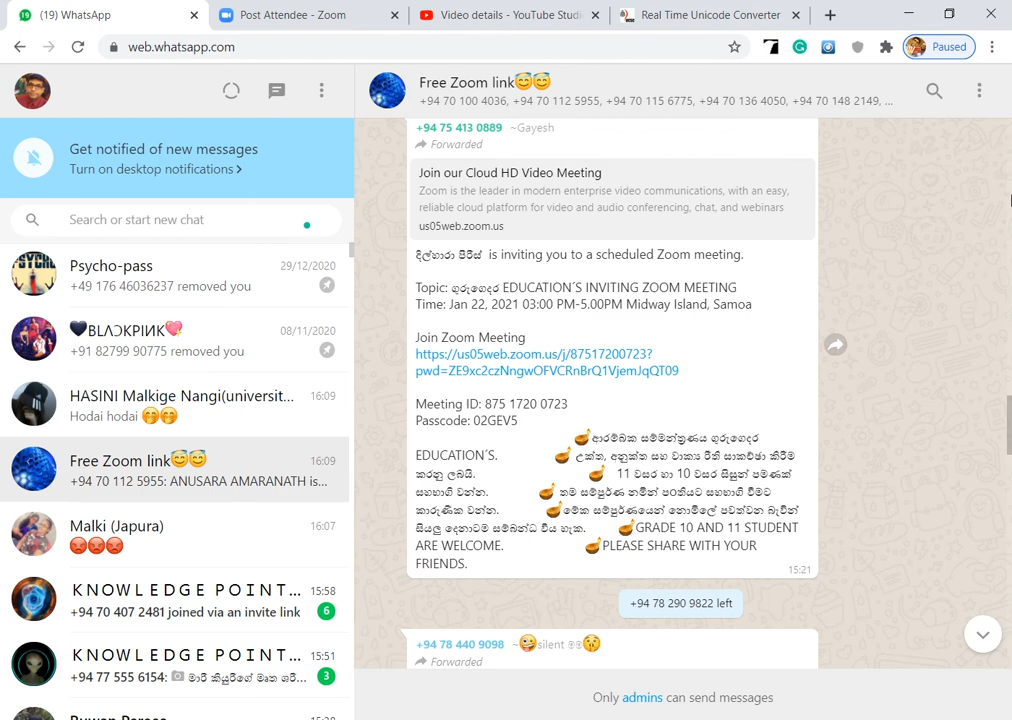 (19) WhatsApp
Post Attendee - Zoom
Video details - YouTube Studi
Real Time Unicode Converter
web.whatsapp.com
Paused
Get notified of new messages
Turn on desktop notifications >
Search or start new chat
Psycho-pass
29/12/2020
+49 176 46036237 removed you
🖤BLΛƆKPIИK💘
08/11/2020
+91 82799 90775 removed you
HASINI Malkige Nangi(universit...
16:09
Hodai hodai 🤭🤭
Free Zoom link😇😇
16:09
+94 70 112 5955: ANUSARA AMARANATH is...
Malki (Japura)
16:07
😡😡😡
K N O W L E D G E P O I N T...
15:58
+94 70 407 2481 joined via an invite link
6
K N O W L E D G E P O I N T...
15:51
+94 77 555 6154: 📷 මාරි කියුරිගේ මෘත ශරී...
3
Free Zoom link😇😇
+94 70 100 4036, +94 70 112 5955, +94 70 115 6775, +94 70 136 4050, +94 70 148 2149, ...
+94 75 413 0889 ~Gayesh
Forwarded
Join our Cloud HD Video Meeting
Zoom is the leader in modern enterprise video communications, with an easy,
reliable cloud platform for video and audio conferencing, chat, and webinars
us05web.zoom.us
දිල්හාරා පීරිස් is inviting you to a scheduled Zoom meeting.
Topic: ගුරුගෙදර EDUCATION´S INVITING ZOOM MEETING
Time: Jan 22, 2021 03:00 PM-5.00PM Midway Island, Samoa
Join Zoom Meeting
https://us05web.zoom.us/j/87517200723?
pwd=ZE9xc2czNngwOFVCRnBrQ1VjemJqQT09
Meeting ID: 875 1720 0723
Passcode: 02GEV5
🪔ආරම්බක සම්මන්ත්‍රණය ගුරුගෙදර
EDUCATION´S. 🪔 උක්ත, අනුක්ත සහ වාක්‍ය රීති සාකච්ඡා කිරීම
කරනු ලබයි. 🪔 11 වසර හා 10 වසර සිසුන් පමණක්
සහභාගි වන්න. 🪔 තම සම්පුර්ණ නමින් පංතියට සහභාගි වීමට
කාරුණික වන්න. 🪔මේක සම්පුර්ණයෙන් නොමිලේ පවත්වන බැවින්
සියලු දෙනාටම සම්බන්ධ විය හැක. 🪔GRADE 10 AND 11 STUDENT
ARE WELCOME. 🪔PLEASE SHARE WITH YOUR
FRIENDS.
15:21
+94 78 290 9822 left
+94 78 440 9098 ~🤪silent 🤫
Forwarded
Only admins can send messages